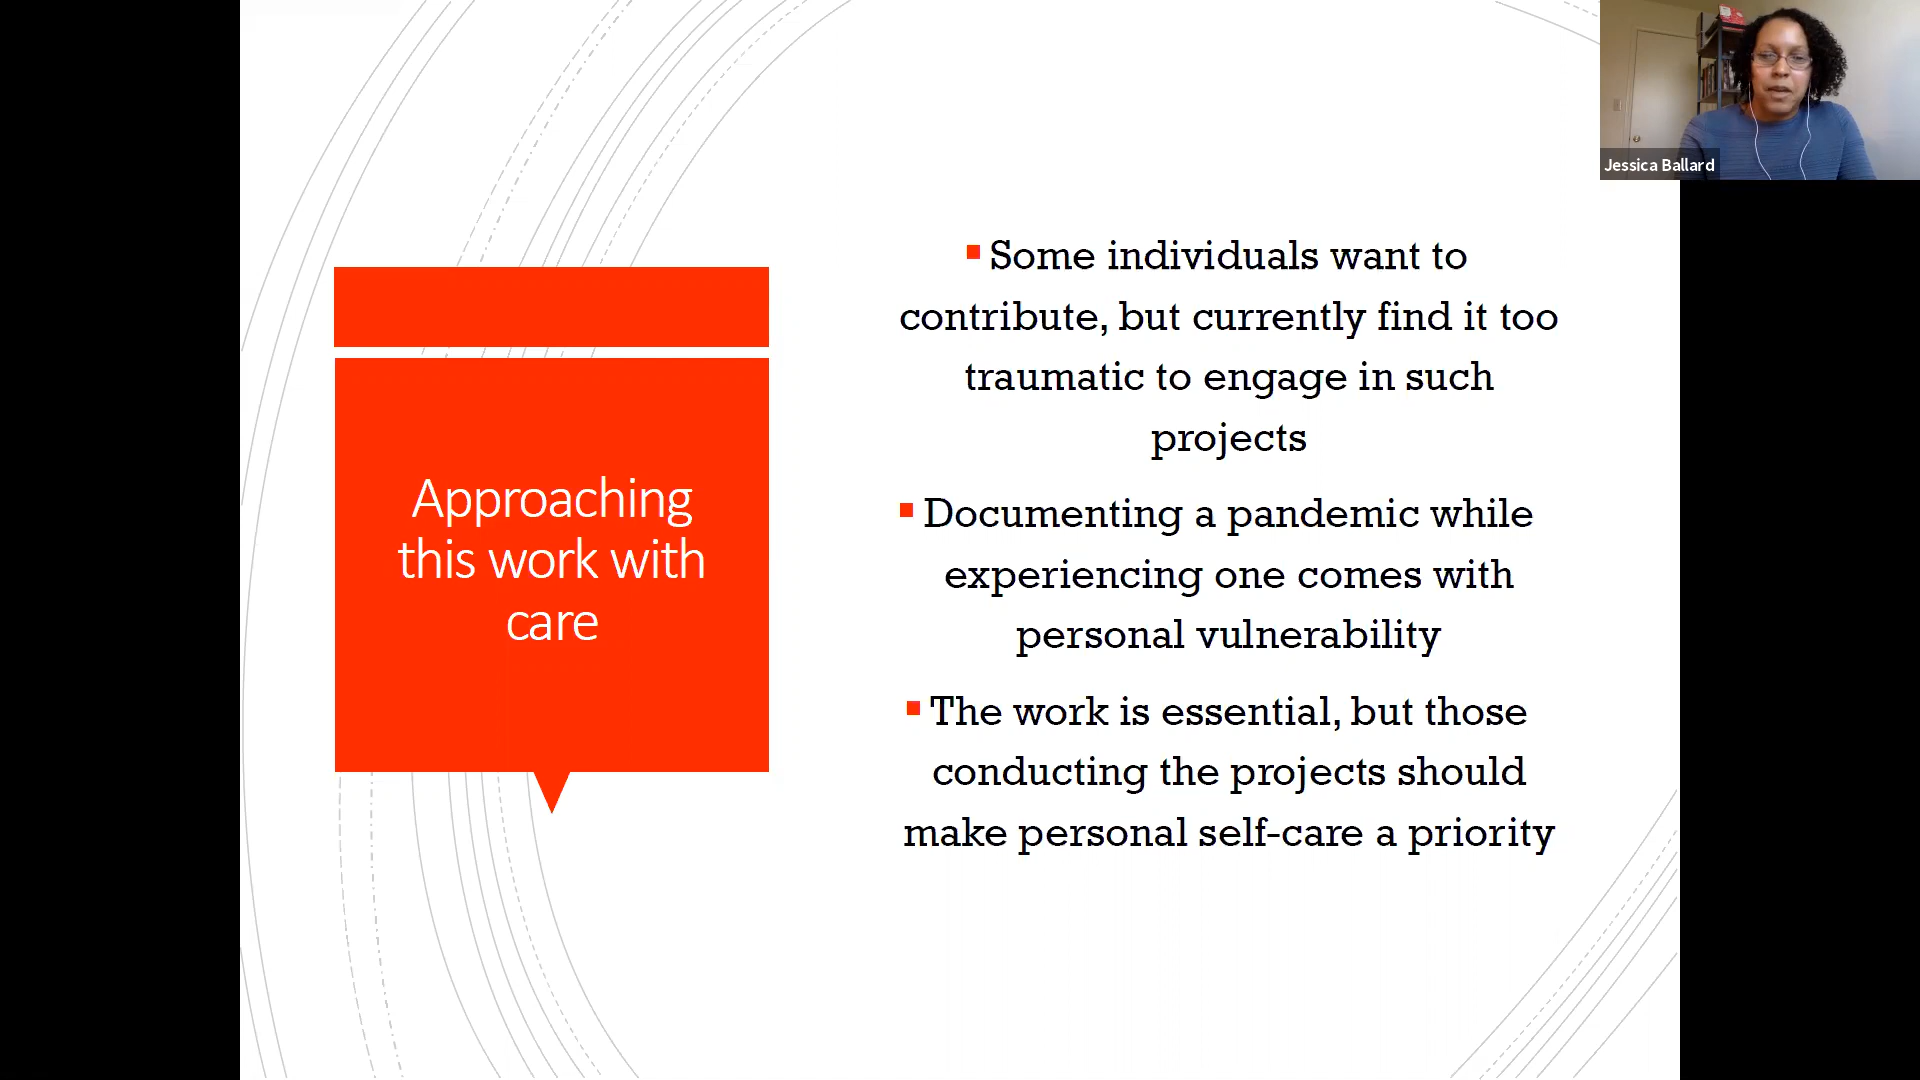 Jessica Ballard
Approaching
this work with
care
Some individuals want to
contribute, but currently find it too
traumatic to engage in such
projects
Documenting a pandemic while
experiencing one comes with
personal vulnerability
The work is essential, but those
conducting the projects should
make personal self-care a priority